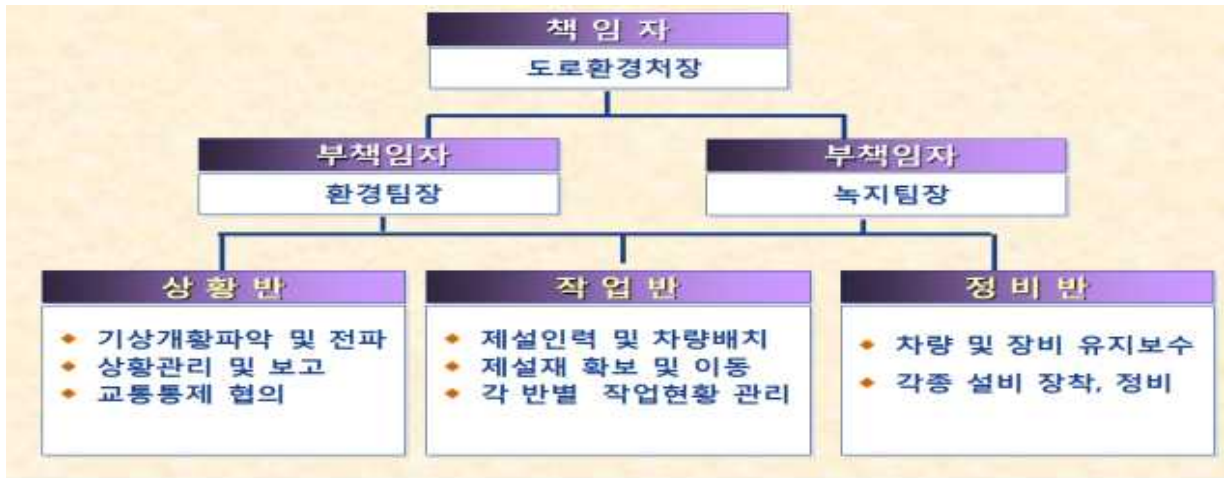 책 임 자
도로환경처장
부책임자
환경팀장
부책임자
녹지팀장
상 황 반
◆ 기상개황파악 및 전파
◆ 상황관리 및 보고
◆ 교통통제 협의
작 업 반
◆ 제설인력 및 차량배치
◆ 제설재 확보 및 이동
◆ 각 반별 작업현황 관리
정 비 반
◆ 차량 및 장비 유지보수
◆ 각종 설비 장착, 정비